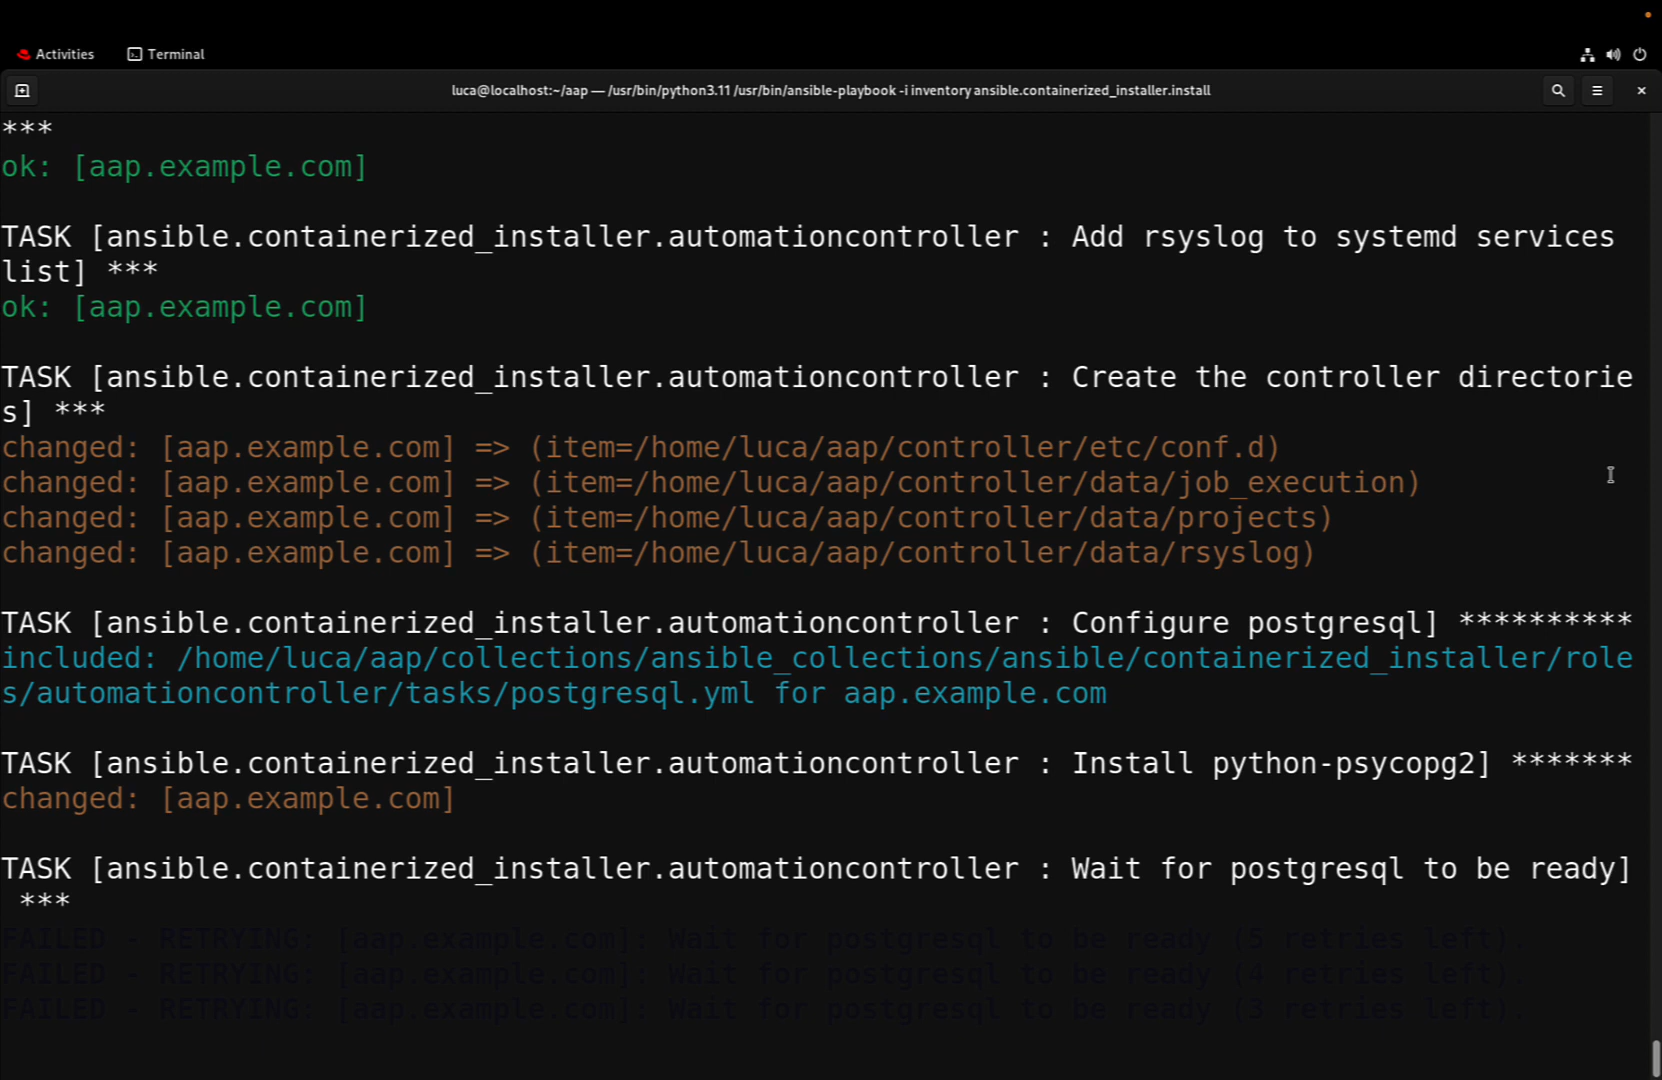 Activities
Terminal
luca@localhost:~/aap — /usr/bin/python3.11 /usr/bin/ansible-playbook -i inventory ansible.containerized_installer.install
***
ok: [aap.example.com]
TASK [ansible.containerized_installer.automationcontroller : Add rsyslog to systemd services
list] ***
ok: [aap.example.com]
TASK [ansible.containerized_installer.automationcontroller : Create the controller directorie
s] ***
changed: [aap.example.com] => (item=/home/luca/aap/controller/etc/conf.d)
changed: [aap.example.com] => (item=/home/luca/aap/controller/data/job_execution)
changed: [aap.example.com] => (item=/home/luca/aap/controller/data/projects)
changed: [aap.example.com] => (item=/home/luca/aap/controller/data/rsyslog)
TASK [ansible.containerized_installer.automationcontroller : Configure postgresql] **********
included: /home/luca/aap/collections/ansible_collections/ansible/containerized_installer/role
s/automationcontroller/tasks/postgresql.yml for aap.example.com
TASK [ansible.containerized_installer.automationcontroller : Install python-psycopg2] *******
changed: [aap.example.com]
TASK [ansible.containerized_installer.automationcontroller : Wait for postgresql to be ready]
***
FAILED - RETRYING: [aap.example.com]: Wait for postgresql to be ready (5 retries left).
FAILED - RETRYING: [aap.example.com]: Wait for postgresql to be ready (4 retries left).
FAILED - RETRYING: [aap.example.com]: Wait for postgresql to be ready (3 retries left).